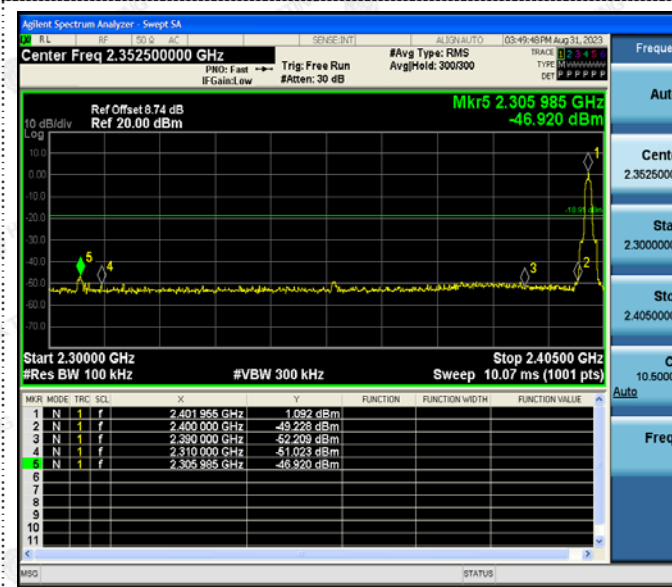 Agilent Spectrum Analyzer - Swept SA
RL RF 50 Ω AC SENSE:INT ALIGN AUTO 03:49:48 PM Aug 31, 2023
Center Freq 2.352500000 GHz #Avg Type: RMS TRACE 1 2 3 4 5 6
PNO: Fast Trig: Free Run Avg|Hold: 300/300 TYPE M
IFGain:Low #Atten: 30 dB DET P P P P P P
Mkr5 2.305 985 GHz
Ref Offset 8.74 dB
10 dB/div Ref 20.00 dBm -46.920 dBm
Log
10.0
0.00
-10.0
-20.0
-30.0
-40.0
-50.0
-60.0
-70.0
1
5
4
3
2
Start 2.30000 GHz Stop 2.40500 GHz
#Res BW 100 kHz #VBW 300 kHz Sweep 10.07 ms (1001 pts)
MKR MODE TRC SCL X Y FUNCTION FUNCTION WIDTH FUNCTION VALUE
1 N 1 f 2.401 955 GHz 1.092 dBm
2 N 1 f 2.400 000 GHz -49.228 dBm
3 N 1 f 2.390 000 GHz -52.209 dBm
4 N 1 f 2.310 000 GHz -51.023 dBm
5 N 1 f 2.305 985 GHz -46.920 dBm
6
7
8
9
10
11
MSG STATUS
Freque
Aut
Cent
2.352500
Sta
2.300000
Sto
2.405000
C
10.5000
Auto
Freq